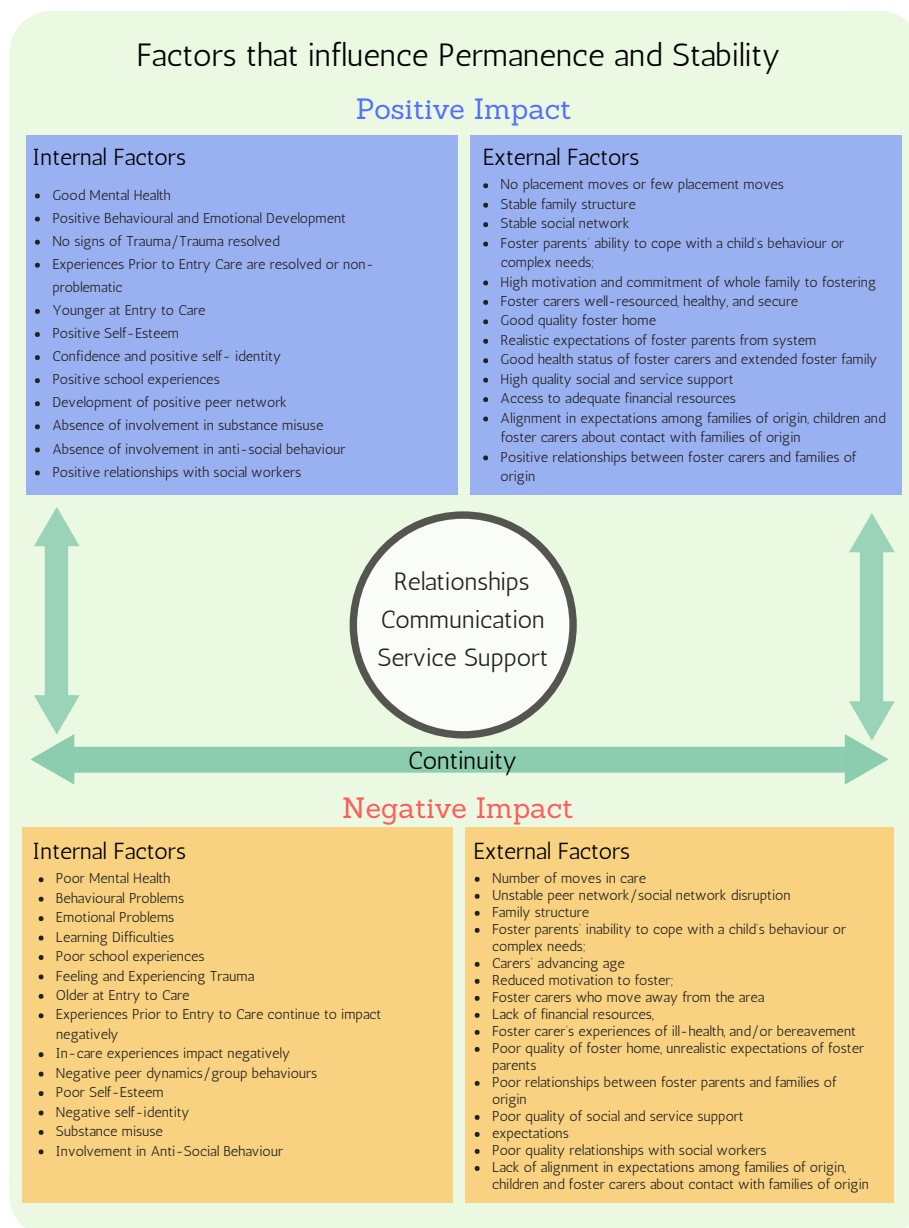 Factors that influence Permanence and Stability
Positive Impact
Internal Factors
Good Mental Health
Positive Behavioural and Emotional Development
No signs of Trauma/Trauma resolved
Experiences Prior to Entry Care are resolved or non-
problematic
Younger at Entry to Care
Positive Self-Esteem
Confidence and positive self- identity
Positive school experiences
Development of positive peer network
Absence of involvement in substance misuse
Absence of involvement in anti-social behaviour
Positive relationships with social workers
External Factors
No placement moves or few placement moves
Stable family structure
Stable social network
Foster parents' ability to cope with a child's behaviour or
complex needs;
High motivation and commitment of whole family to fostering
Foster carers well-resourced, healthy, and secure
Good quality foster home
Realistic expectations of foster parents from system
Good health status of foster carers and extended foster family
High quality social and service support
Access to adequate financial resources
Alignment in expectations among families of origin, children and
foster carers about contact with families of origin
Positive relationships between foster carers and families of
origin
Relationships
Communication
Service Support
Continuity
Negative Impact
Internal Factors
Poor Mental Health
Behavioural Problems
Emotional Problems
Learning Difficulties
Poor school experiences
Feeling and Experiencing Trauma
Older at Entry to Care
Experiences Prior to Entry to Care continue to impact
negatively
In-care experiences impact negatively
Negative peer dynamics/group behaviours
Poor Self-Esteem
Negative self-identity
Substance misuse
Involvement in Anti-Social Behaviour
External Factors
Number of moves in care
Unstable peer network/social network disruption
Family structure
Foster parents' inability to cope with a child's behaviour or
complex needs;
Carers' advancing age
Reduced motivation to foster;
Foster carers who move away from the area
Lack of financial resources,
Foster carer's experiences of ill-health, and/or bereavement
Poor quality of foster home, unrealistic expectations of foster
parents
Poor relationships between foster parents and families of
origin
Poor quality of social and service support
expectations
Poor quality relationships with social workers
Lack of alignment in expectations among families of origin,
children and foster carers about contact with families of origin